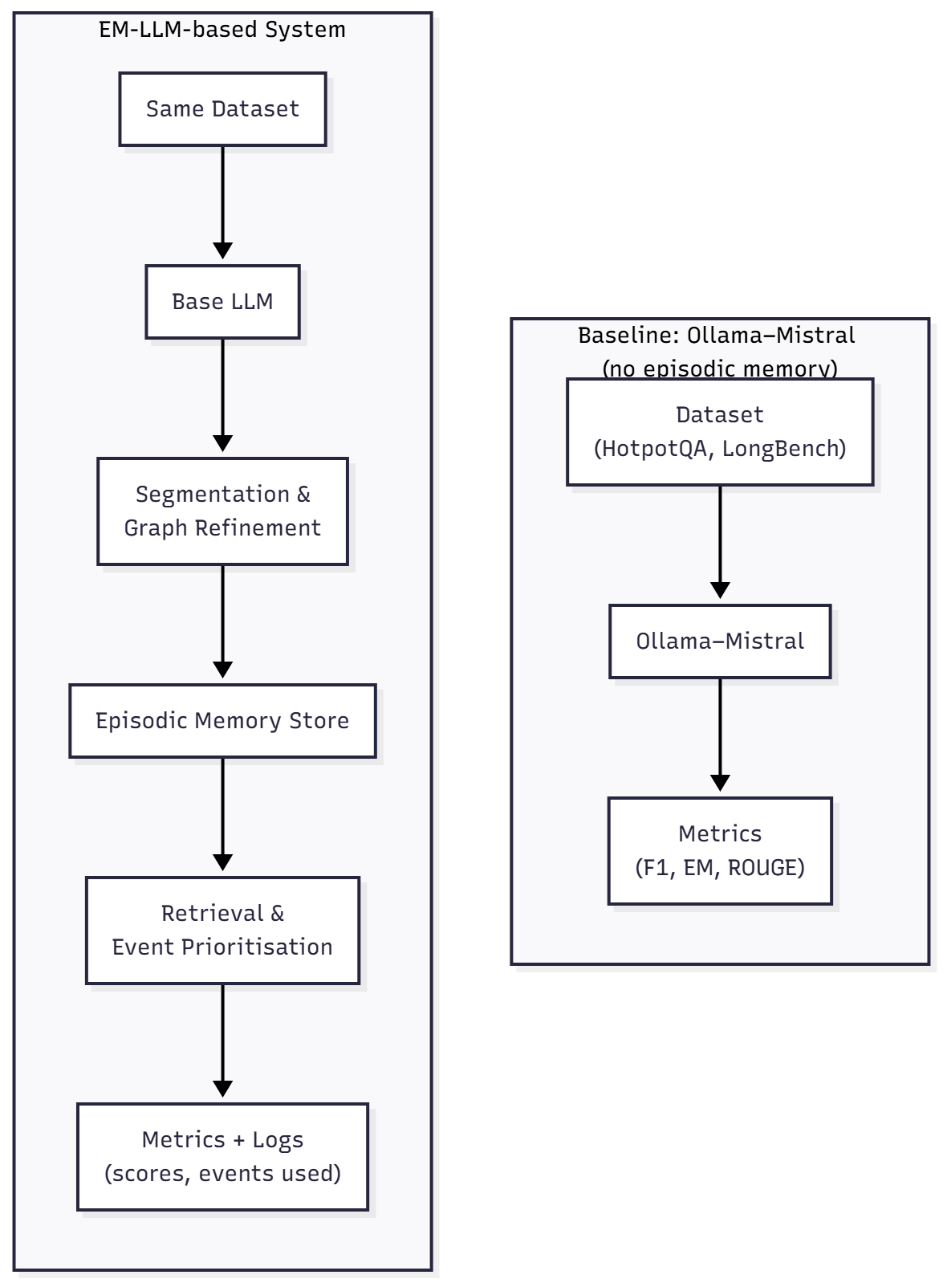 EM-LLM-based System
Same Dataset
Base LLM
Segmentation &
Graph Refinement
Episodic Memory Store
Retrieval &
Event Prioritisation
Metrics + Logs
(scores, events used)
Baseline: Ollama–Mistral
(no episodic memory)
Dataset
(HotpotQA, LongBench)
Ollama–Mistral
Metrics
(F1, EM, ROUGE)